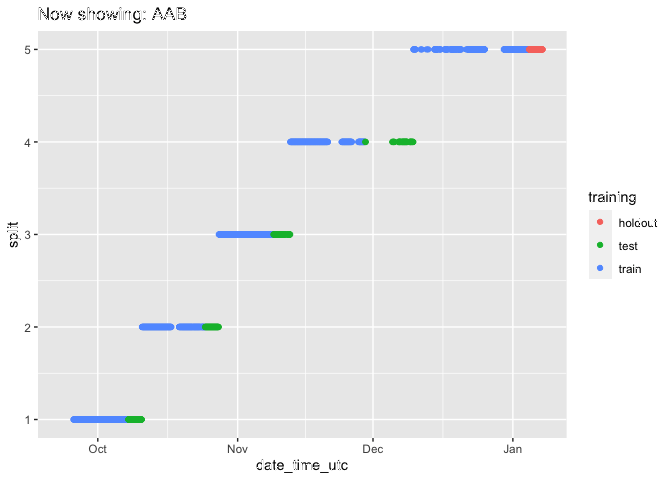 Now showing: AAB
5
4
3
2
1
split
Oct
Nov
Dec
Jan
date_time_utc
training
holdout
test
train